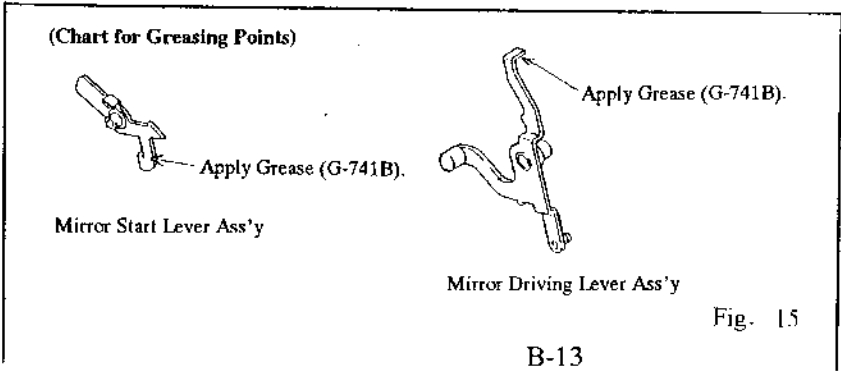 (Chart for Greasing Points)
Apply Grease (G-741B).
Apply Grease (G-741B).
Mirror Start Lever Ass'y
Mirror Driving Lever Ass'y
Fig. 15
B-13